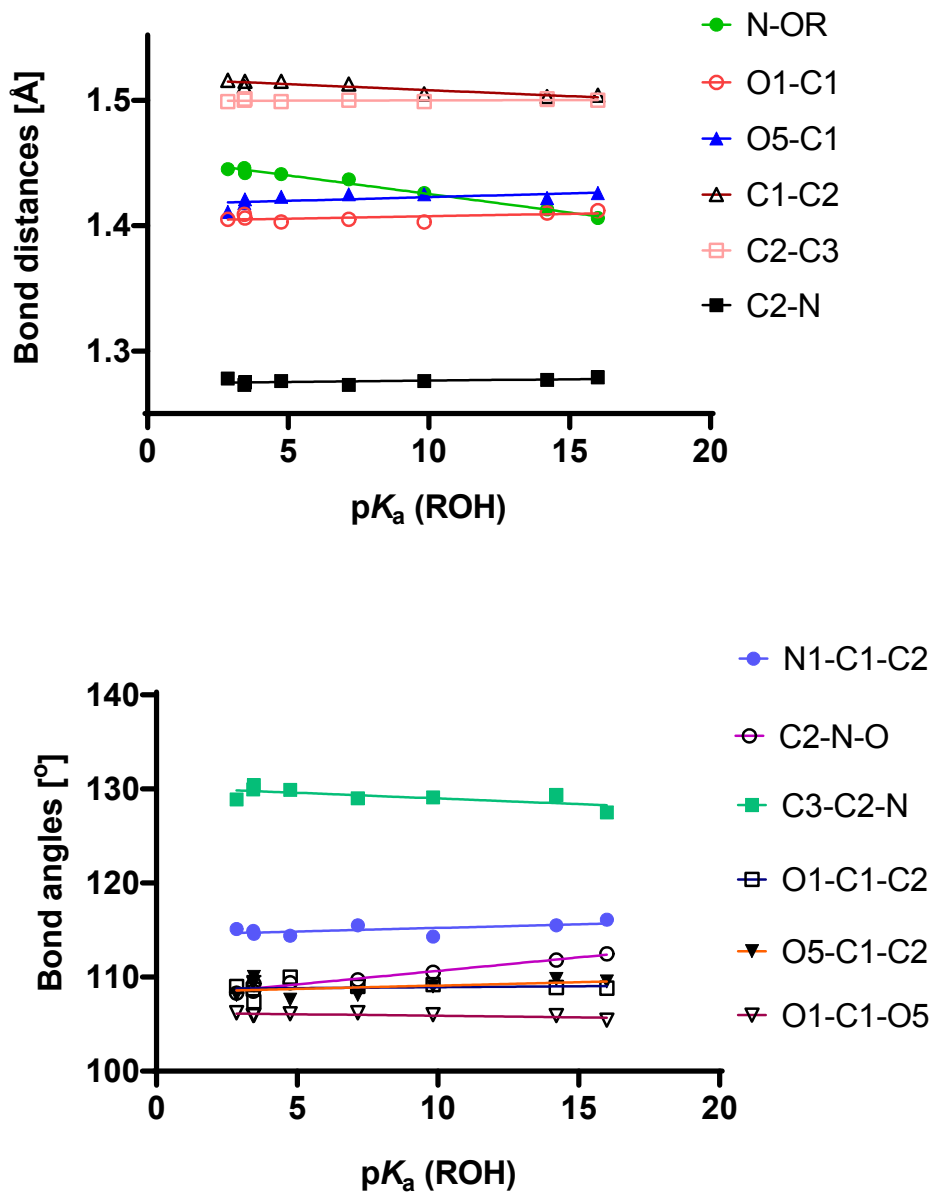 N-OR
O1-C1
O5-C1
C1-C2
C2-C3
C2-N
Bond distances [Å]
1.5
1.4
1.3
0 5 10 15 20
pKa (ROH)
N1-C1-C2
C2-N-O
C3-C2-N
O1-C1-C2
O5-C1-C2
O1-C1-O5
Bond angles [º]
140
130
120
110
100
0 5 10 15 20
pKa (ROH)